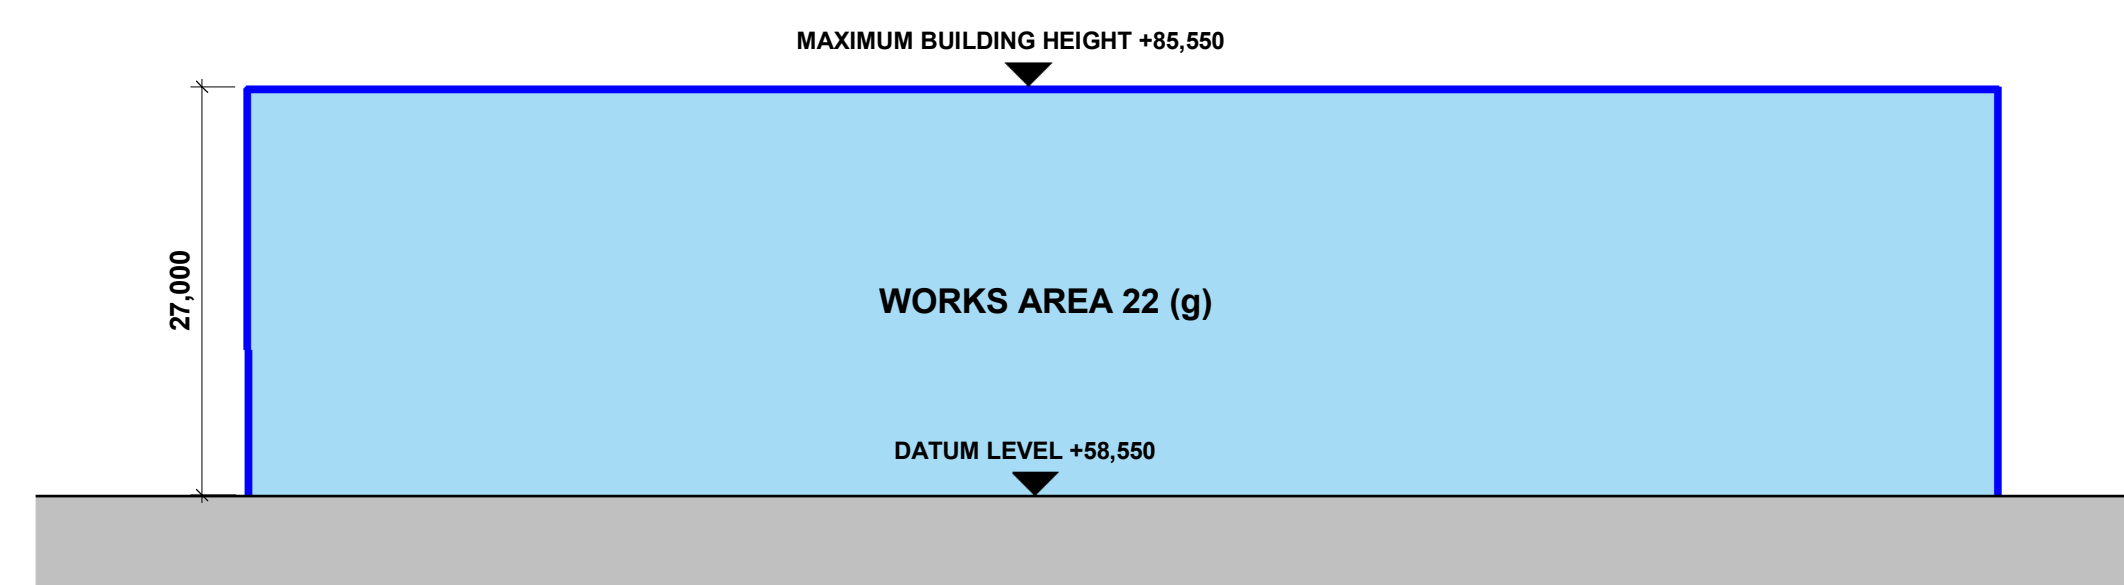 MAXIMUM BUILDING HEIGHT +85,550
27,000
WORKS AREA 22 (g)
DATUM LEVEL +58,550